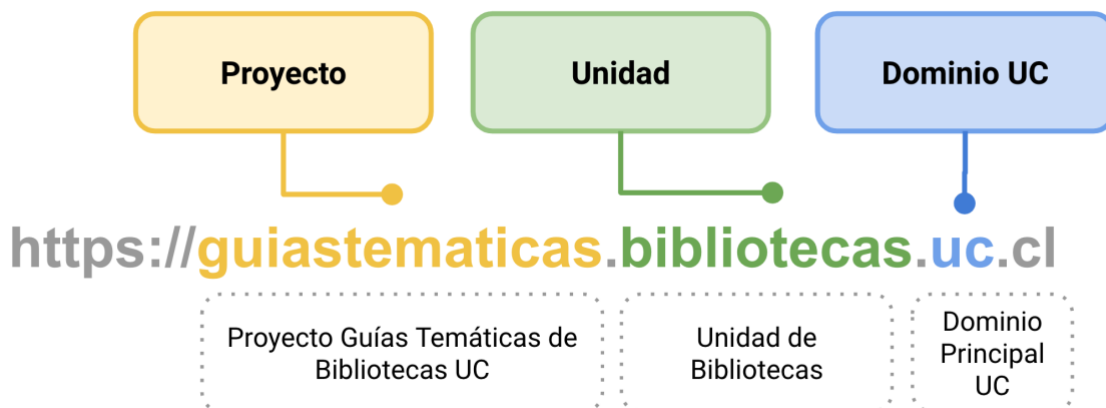 Proyecto
Unidad
Dominio UC
https://guiastematicas.bibliotecas.uc.cl
Proyecto Guías Temáticas de
Bibliotecas UC
Unidad de
Bibliotecas
Dominio
Principal
UC